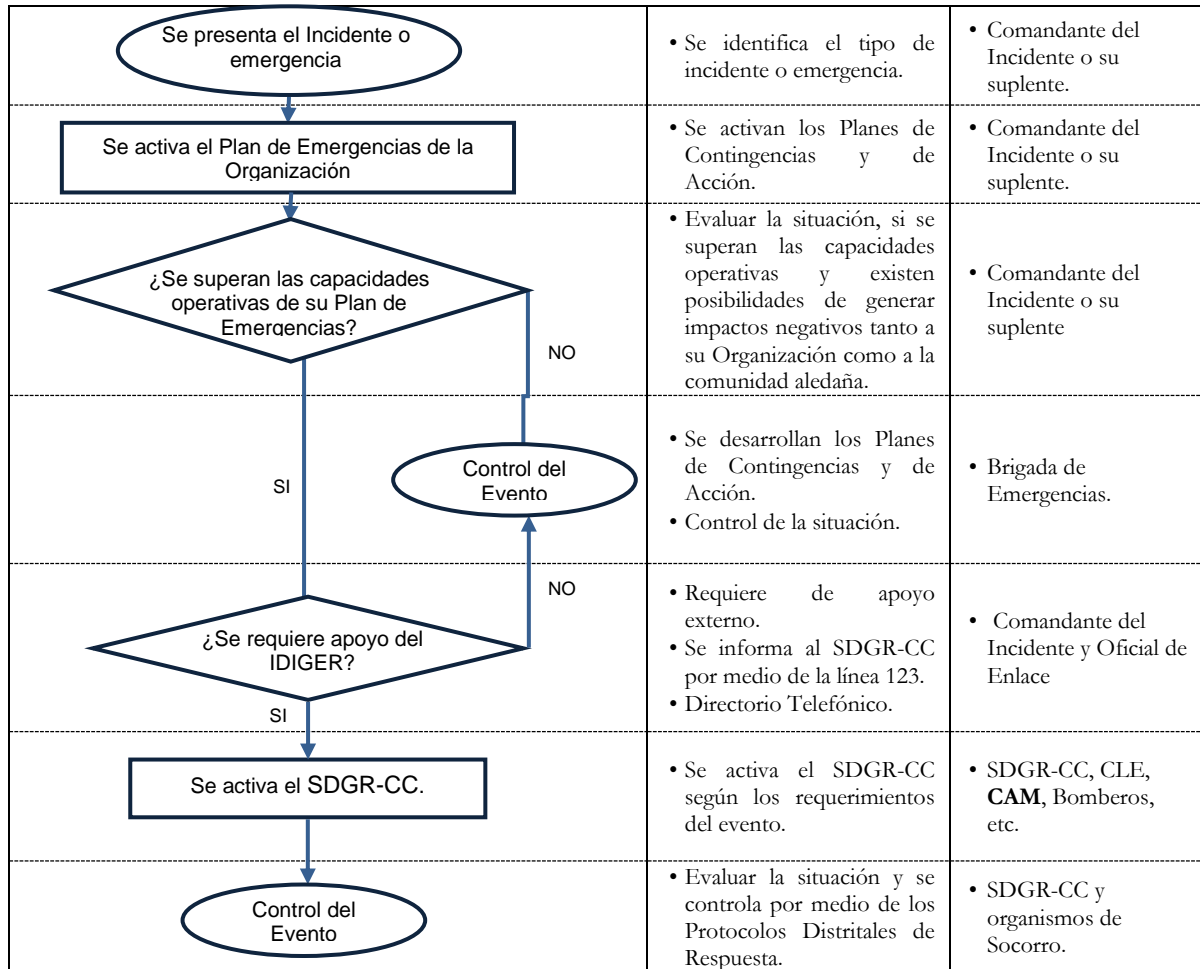 Se presenta el Incidente o
emergencia
• Se identifica el tipo de
incidente o emergencia.
• Comandante del
Incidente o su
suplente.
Se activa el Plan de Emergencias de la
Organización
• Se activan los Planes de
Contingencias y de
Acción.
• Comandante del
Incidente o su
suplente.
¿Se superan las capacidades
operativas de su Plan de
Emergencias?
NO
• Evaluar la situación, si se
superan las capacidades
operativas y existen
posibilidades de generar
impactos negativos tanto a
su Organización como a la
comunidad aledaña.
• Comandante del
Incidente o su
suplente
SI
Control del
Evento
• Se desarrollan los Planes
de Contingencias y de
Acción.
• Control de la situación.
• Brigada de
Emergencias.
NO
¿Se requiere apoyo del
IDIGER?
SI
• Requiere de apoyo
externo.
• Se informa al SDGR-CC
por medio de la línea 123.
• Directorio Telefónico.
• Comandante del
Incidente y Oficial de
Enlace
Se activa el SDGR-CC.
• Se activa el SDGR-CC
según los requerimientos
del evento.
• SDGR-CC, CLE,
CAM, Bomberos,
etc.
Control del
Evento
• Evaluar la situación y se
controla por medio de los
Protocolos Distritales de
Respuesta.
• SDGR-CC y
organismos de
Socorro.